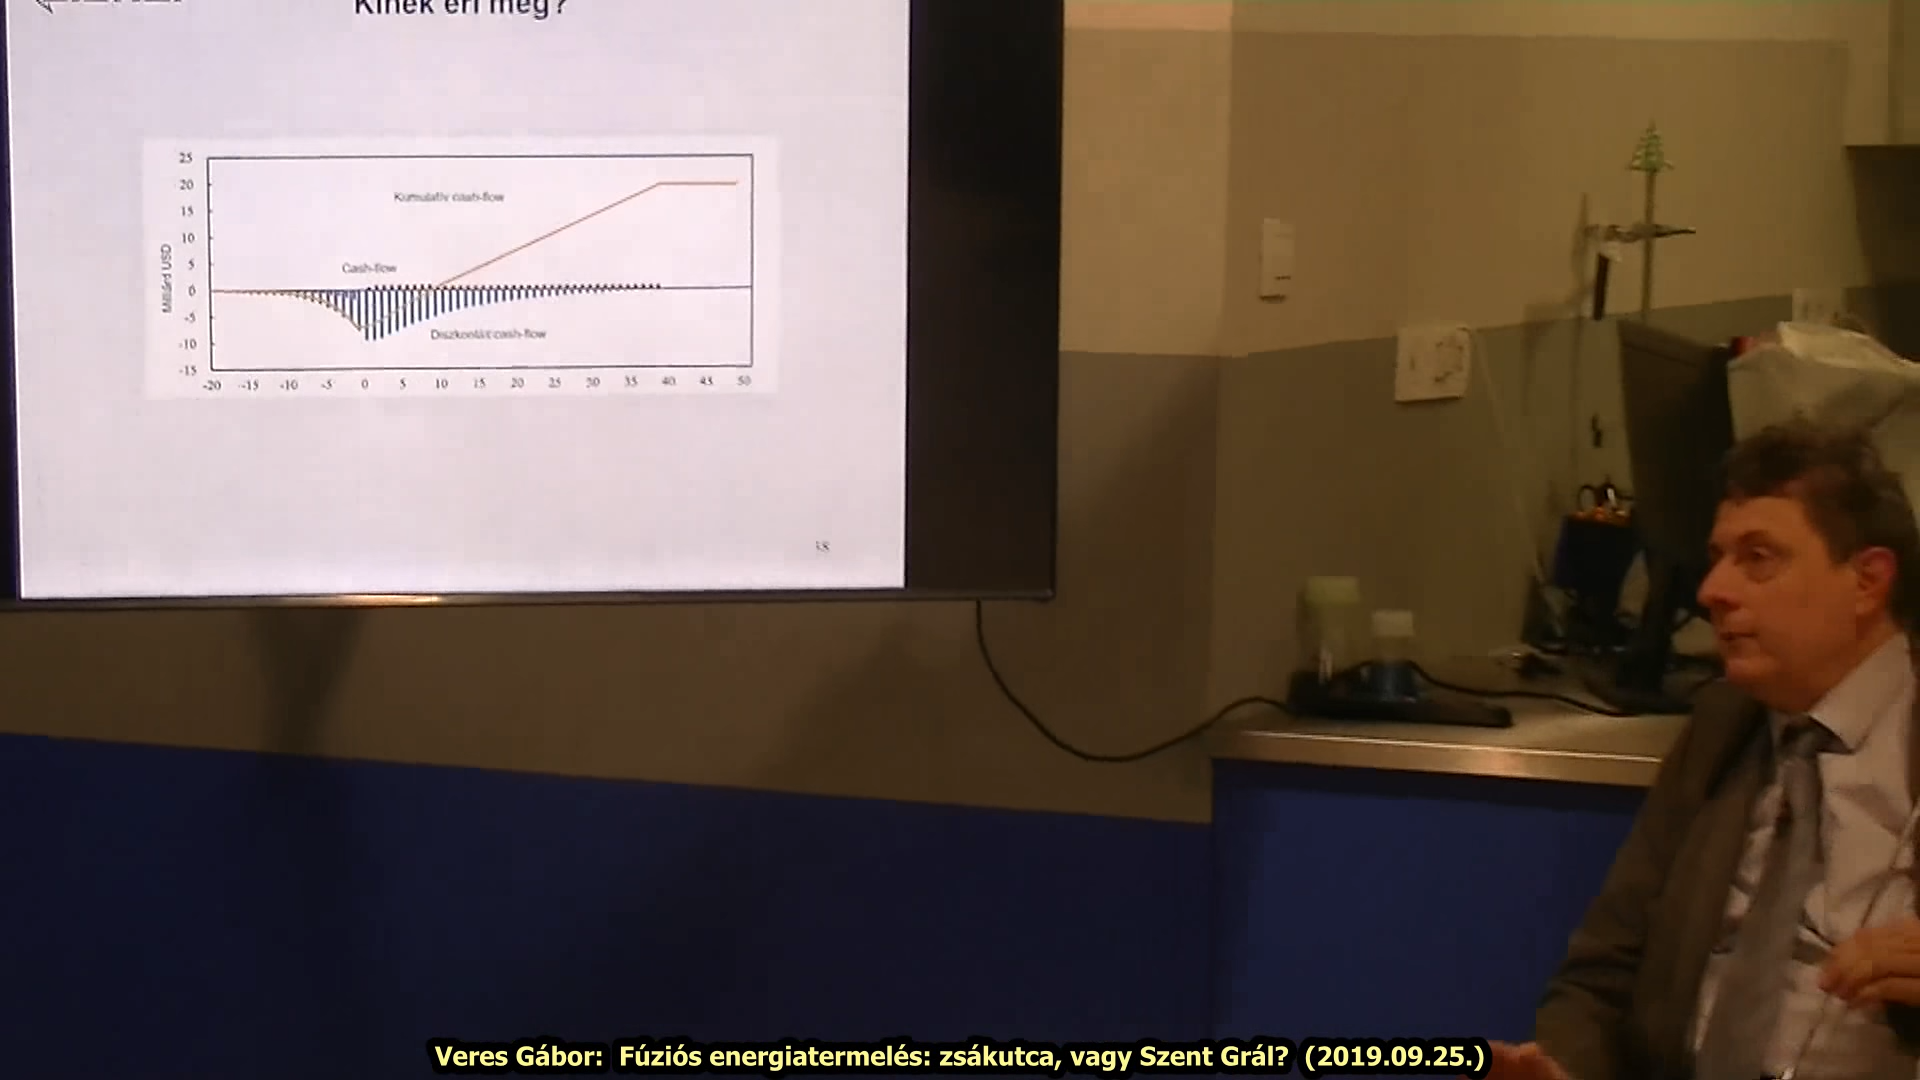 Kinek éri meg?
25
20
15
10
5
0
-5
-10
-15
Milliárd USD
Kumulatív cash-flow
Cash-flow
Diszkontált cash-flow
-20 -15 -10 -5 0 5 10 15 20 25 30 35 40 45 50
Veres Gábor: Fúziós energiatermelés: zsákutca, vagy Szent Grál? (2019.09.25.)